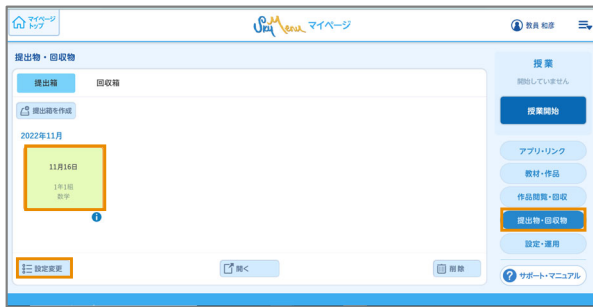 マイページ
トップ
SkyMenu マイページ
教員 和彦
提出物・回収物
提出箱
回収箱
提出箱を作成
2022年11月
11月16日
1年1組
数学
設定変更
開く
削除
授業
開始していません
授業開始
アプリ・リンク
教材・作品
作品閲覧・回収
提出物・回収物
設定・運用
サポート・マニュアル